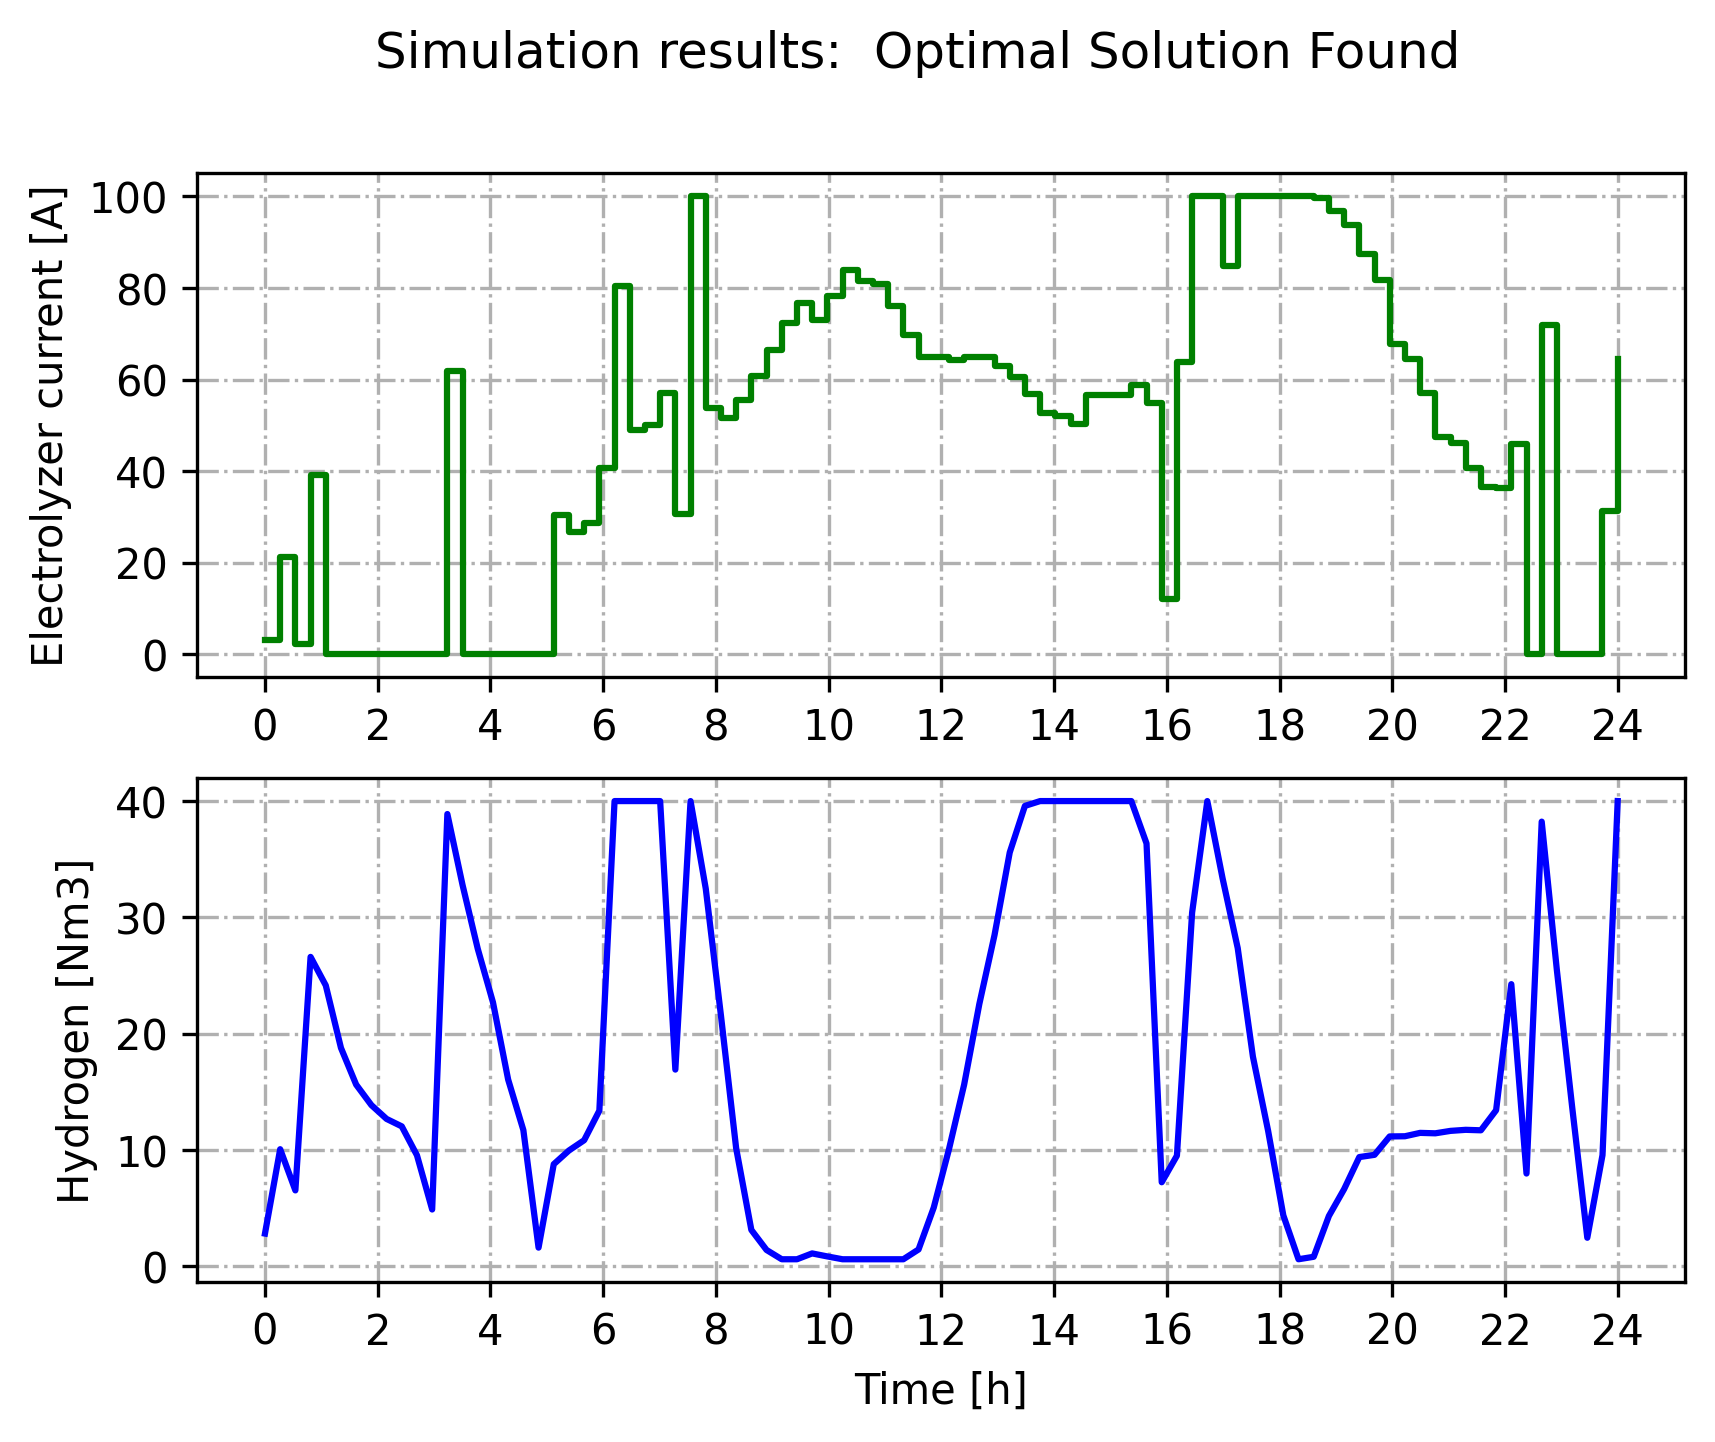 Simulation results:  Optimal Solution Found
Electrolyzer current [A]
100
80
60
40
20
0
0 2 4 6 8 10 12 14 16 18 20 22 24
Hydrogen [Nm3]
40
30
20
10
0
0 2 4 6 8 10 12 14 16 18 20 22 24
Time [h]